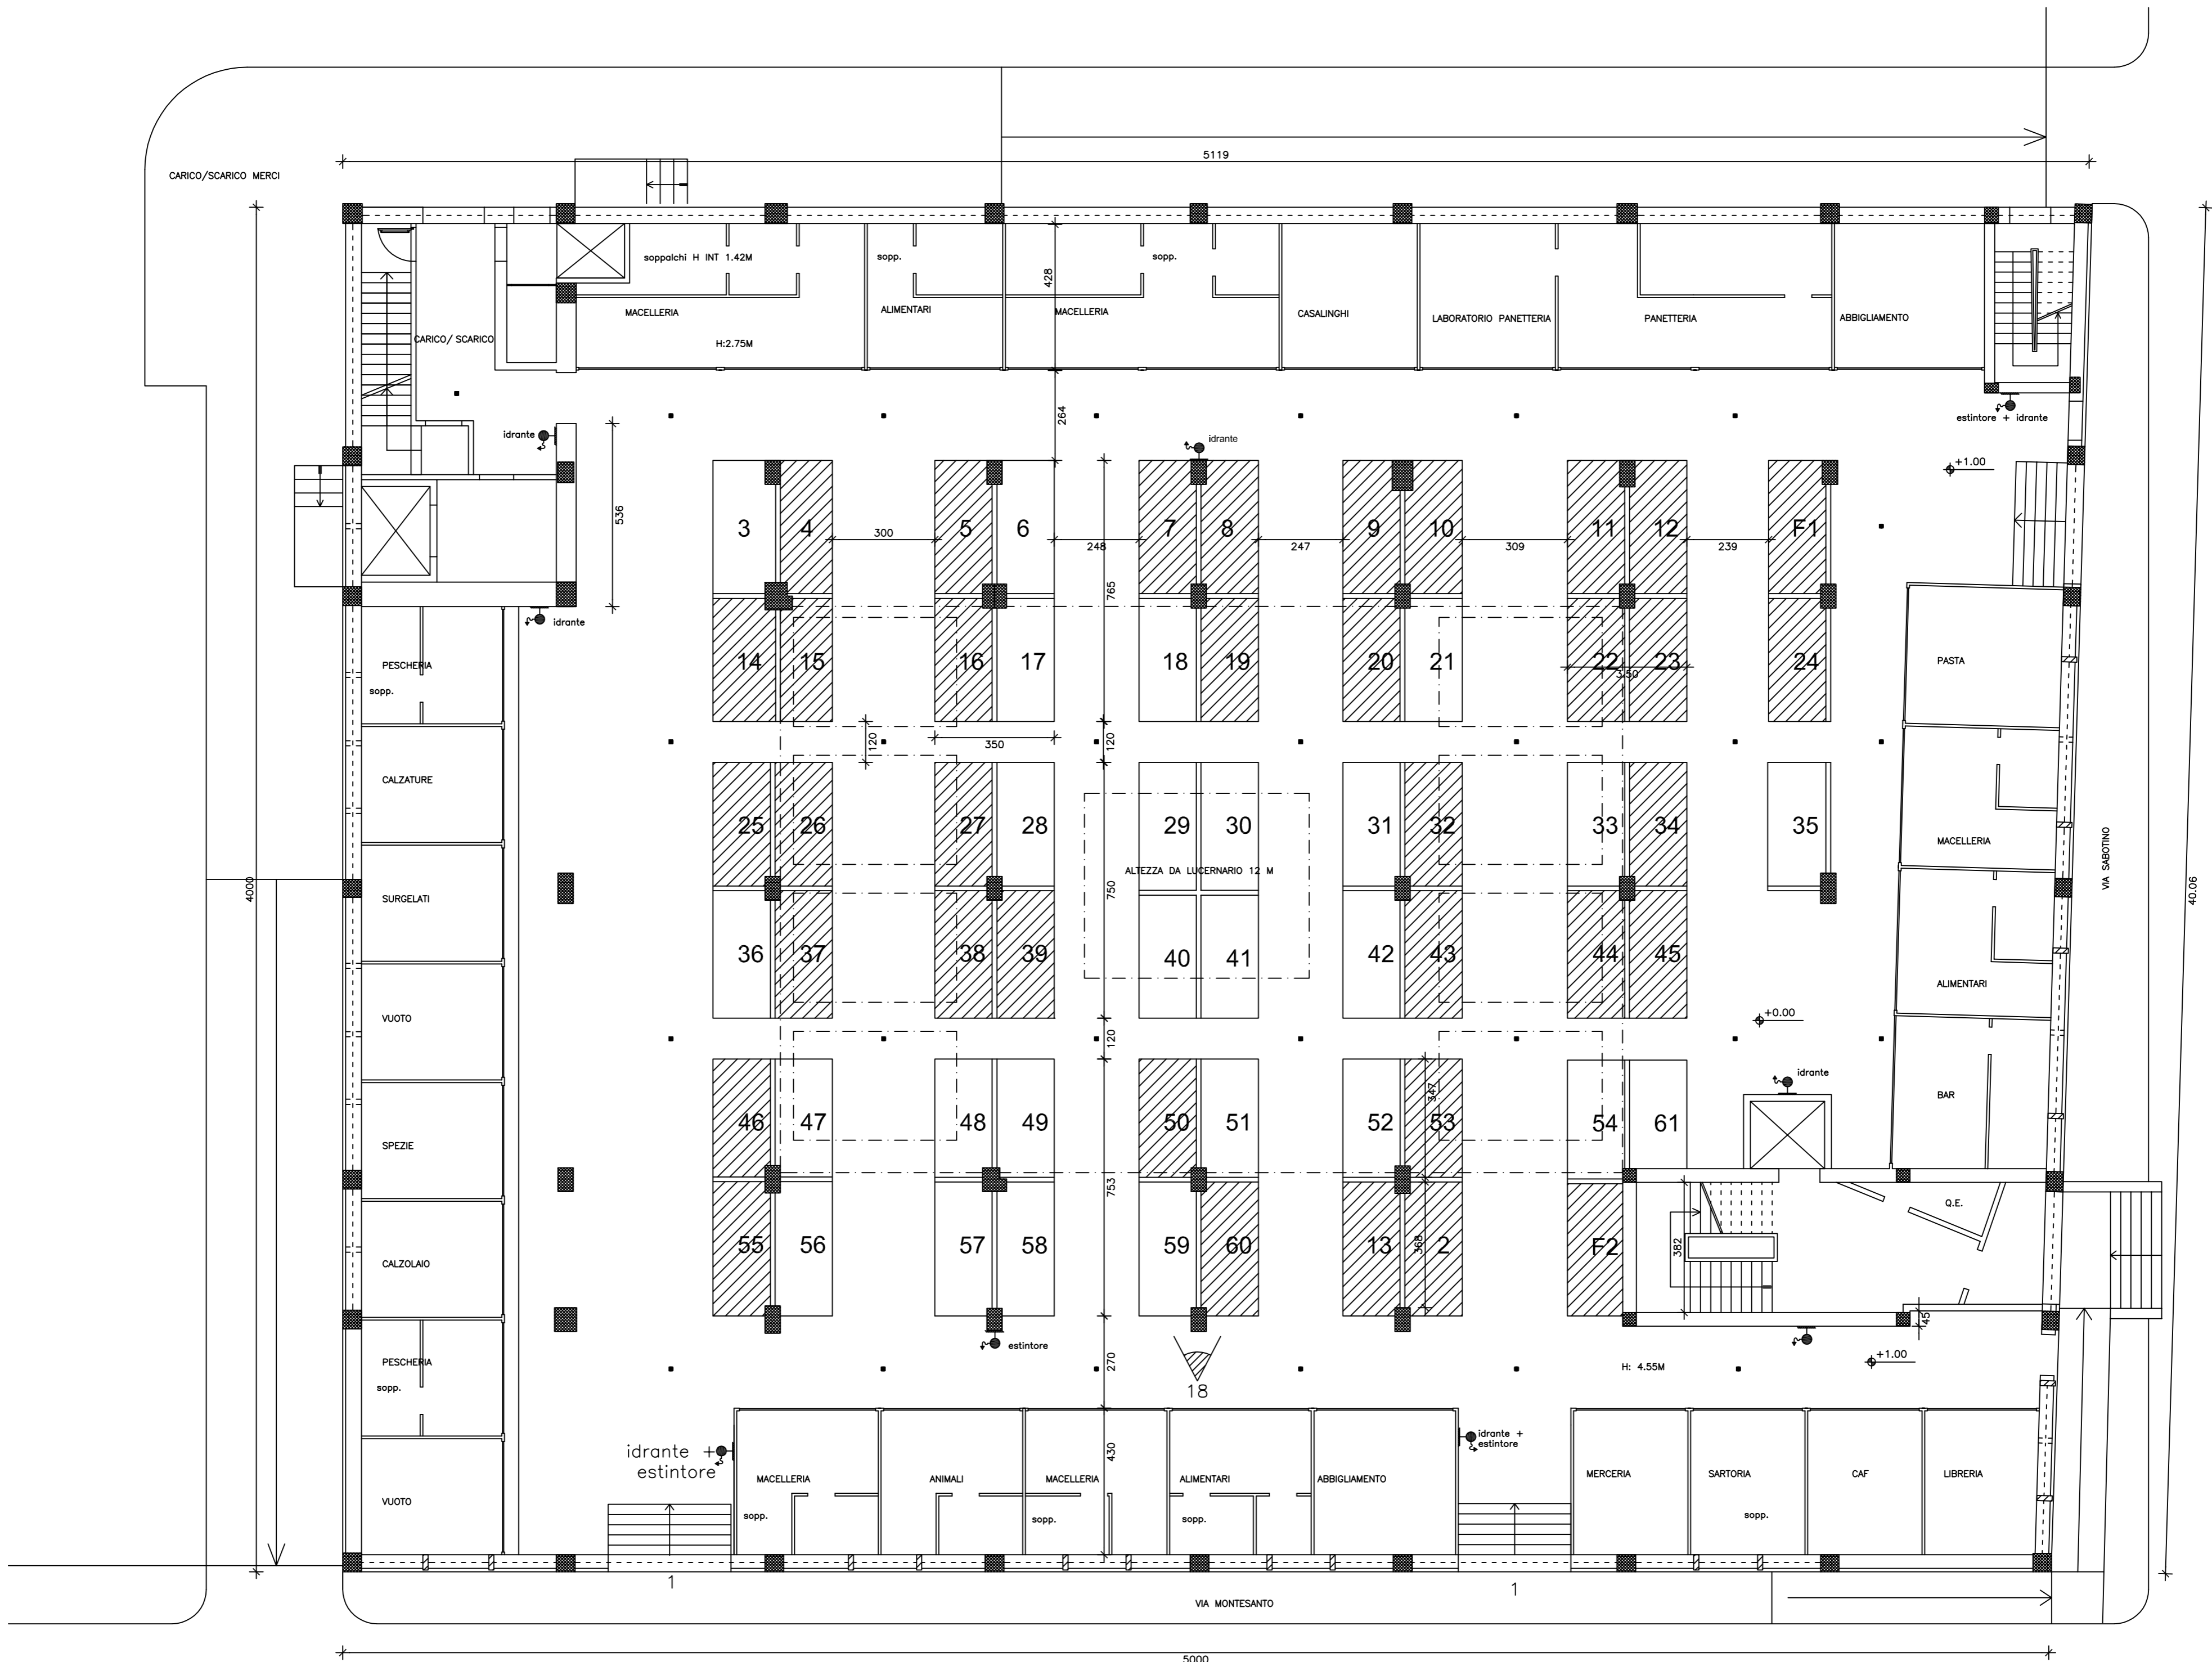 5119
CARICO/SCARICO MERCI
soppalchi H INT 1.42M
sopp.
sopp.
428
MACELLERIA
ALIMENTARI
MACELLERIA
CASALINGHI
LABORATORIO PANETTERIA
PANETTERIA
ABBIGLIAMENTO
CARICO/ SCARICO
H:2.75M
264
estintore + idrante
idrante
idrante
+1.00
536
3
4
5
6
7
8
9
10
11
12
F1
300
248
247
309
239
765
idrante
PESCHERIA
sopp.
14
15
16
17
18
19
20
21
22
23
24
3.50
PASTA
120
350
120
CALZATURE
25
26
27
28
29
30
31
32
33
34
35
MACELLERIA
VIA SABOTINO
ALTEZZA DA LUCERNARIO 12 M
4000
750
40.06
SURGELATI
36
37
38
39
40
41
42
43
44
45
ALIMENTARI
VUOTO
+0.00
120
idrante
347
BAR
46
47
48
49
50
51
52
53
54
61
SPEZIE
753
Q.E.
55
56
57
58
59
60
13
368
2
F2
382
CALZOLAIO
45
estintore
270
PESCHERIA
sopp.
18
H: 4.55M
+1.00
idrante +
estintore
idrante +
estintore
430
MACELLERIA
ANIMALI
MACELLERIA
ALIMENTARI
ABBIGLIAMENTO
MERCERIA
SARTORIA
CAF
LIBRERIA
VUOTO
sopp.
sopp.
sopp.
sopp.
1
1
VIA MONTESANTO
5000